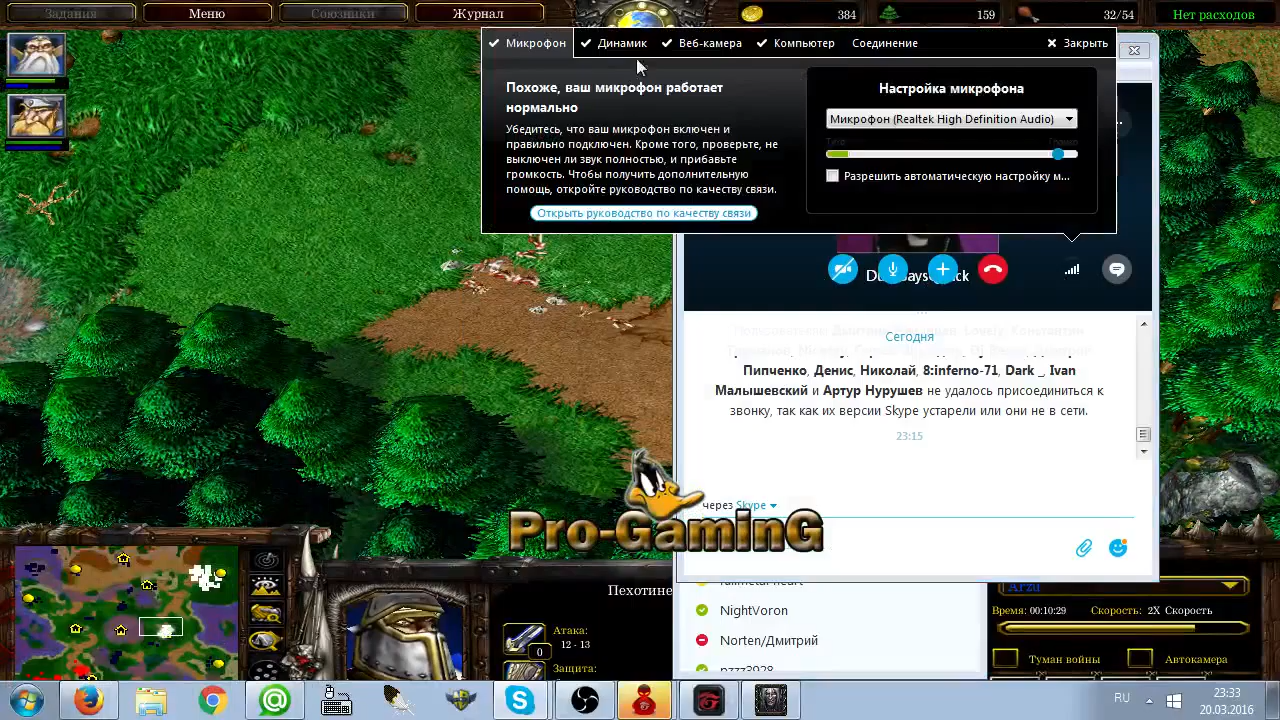 Задания
Меню
Союзники
Журнал
384
159
32/54
Нет расходов
Микрофон
Динамик
Веб-камера
Компьютер
Соединение
Закрыть
Похоже, ваш микрофон работает
нормально
Убедитесь, что ваш микрофон включен и
правильно подключен. Кроме того, проверьте, не
выключен ли звук полностью, и прибавьте
громкость. Чтобы получить дополнительную
помощь, откройте руководство по качеству связи.
Открыть руководство по качеству связи
Настройка микрофона
Микрофон (Realtek High Definition Audio)
Тихо
Громко
Разрешить автоматическую настройку м...
Сегодня
Пипченко, Денис, Николай, 8:inferno-71, Dark _, Ivan
Малышевский и Артур Нурушев не удалось присоединиться к
звонку, так как их версии Skype устарели или они не в сети.
23:15
через Skype
Pro-GaminG
Пехотине
Атака:
12 - 13
0
Защита:
NightVoron
Norten/Дмитрий
nzzz3928
Arzu
Время: 00:10:29
Скорость: 2X Скорость
Туман войны
Автокамера
RU
23:33
20.03.2016